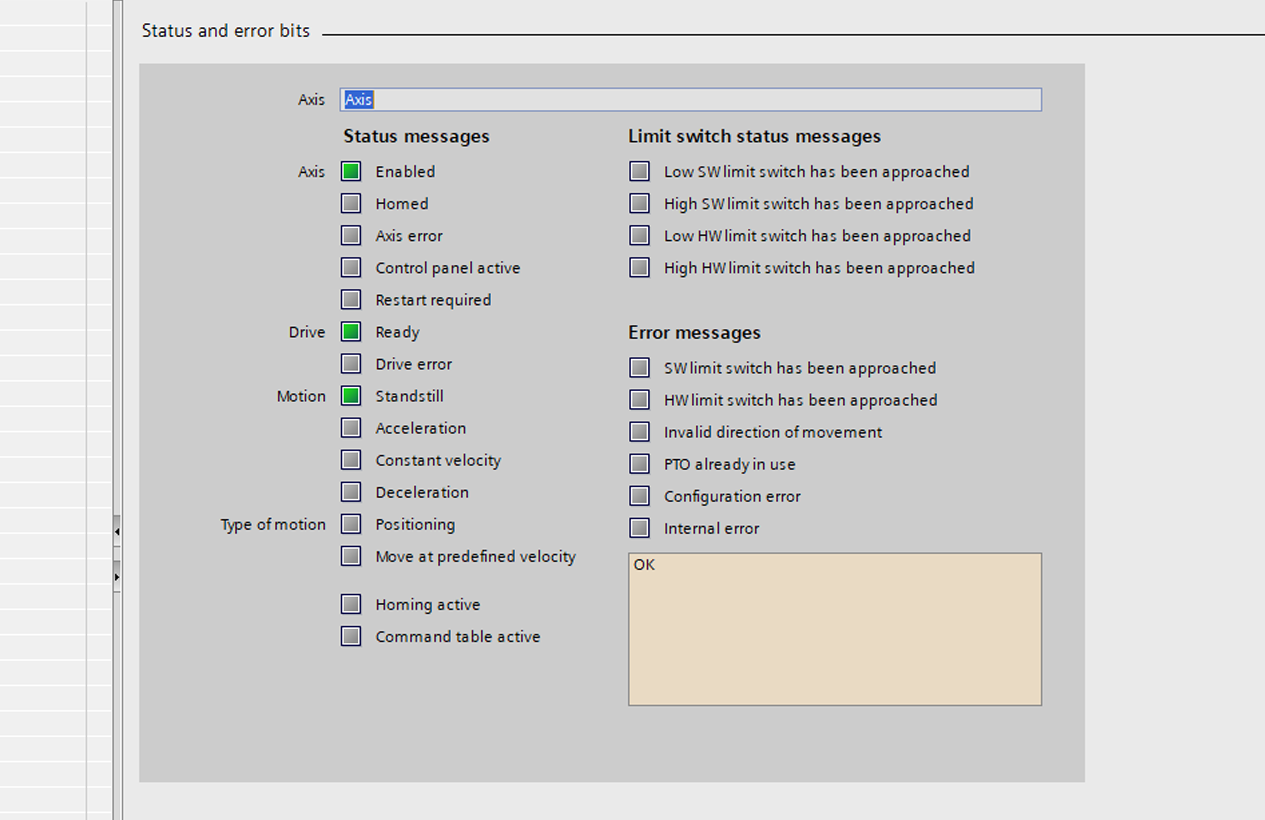 Status and error bits
Axis Axis
Status messages
Axis Enabled
Homed
Axis error
Control panel active
Restart required
Drive Ready
Drive error
Motion Standstill
Acceleration
Constant velocity
Deceleration
Type of motion Positioning
Move at predefined velocity
Homing active
Command table active
Limit switch status messages
Low SW limit switch has been approached
High SW limit switch has been approached
Low HW limit switch has been approached
High HW limit switch has been approached
Error messages
SW limit switch has been approached
HW limit switch has been approached
Invalid direction of movement
PTO already in use
Configuration error
Internal error
OK